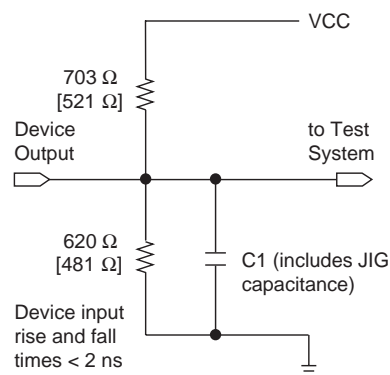 VCC
703 Ω
[521 Ω]
Device
Output
to Test
System
620 Ω
[481 Ω]
C1 (includes JIG
capacitance)
Device input
rise and fall
times < 2 ns